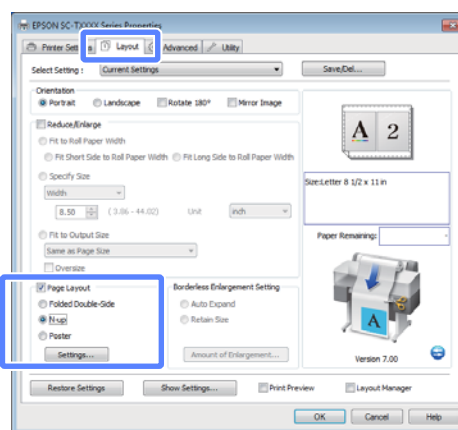 EPSON SC-TXXXX Series Properties
Printer Settings Layout Advanced Utility
Select Setting : Current Settings Save/Del...
Orientation
Portrait Landscape Rotate 180° Mirror Image
Reduce/Enlarge
Fit to Roll Paper Width
Fit Short Side to Roll Paper Width Fit Long Side to Roll Paper Width
Specify Size
Width
8.50 ( 3.86 - 44.02) Unit inch
Fit to Output Size
Same as Page Size
Oversize
A 2
Size:Letter 8 1/2 x 11 in
Paper Remaining:
Page Layout
Folded Double-Side
N-up
Poster
Settings...
Borderless Enlargement Setting
Auto Expand
Retain Size
Amount of Enlargement...
A
Version 7.00
Restore Settings Show Settings... Print Preview Layout Manager
OK Cancel Help